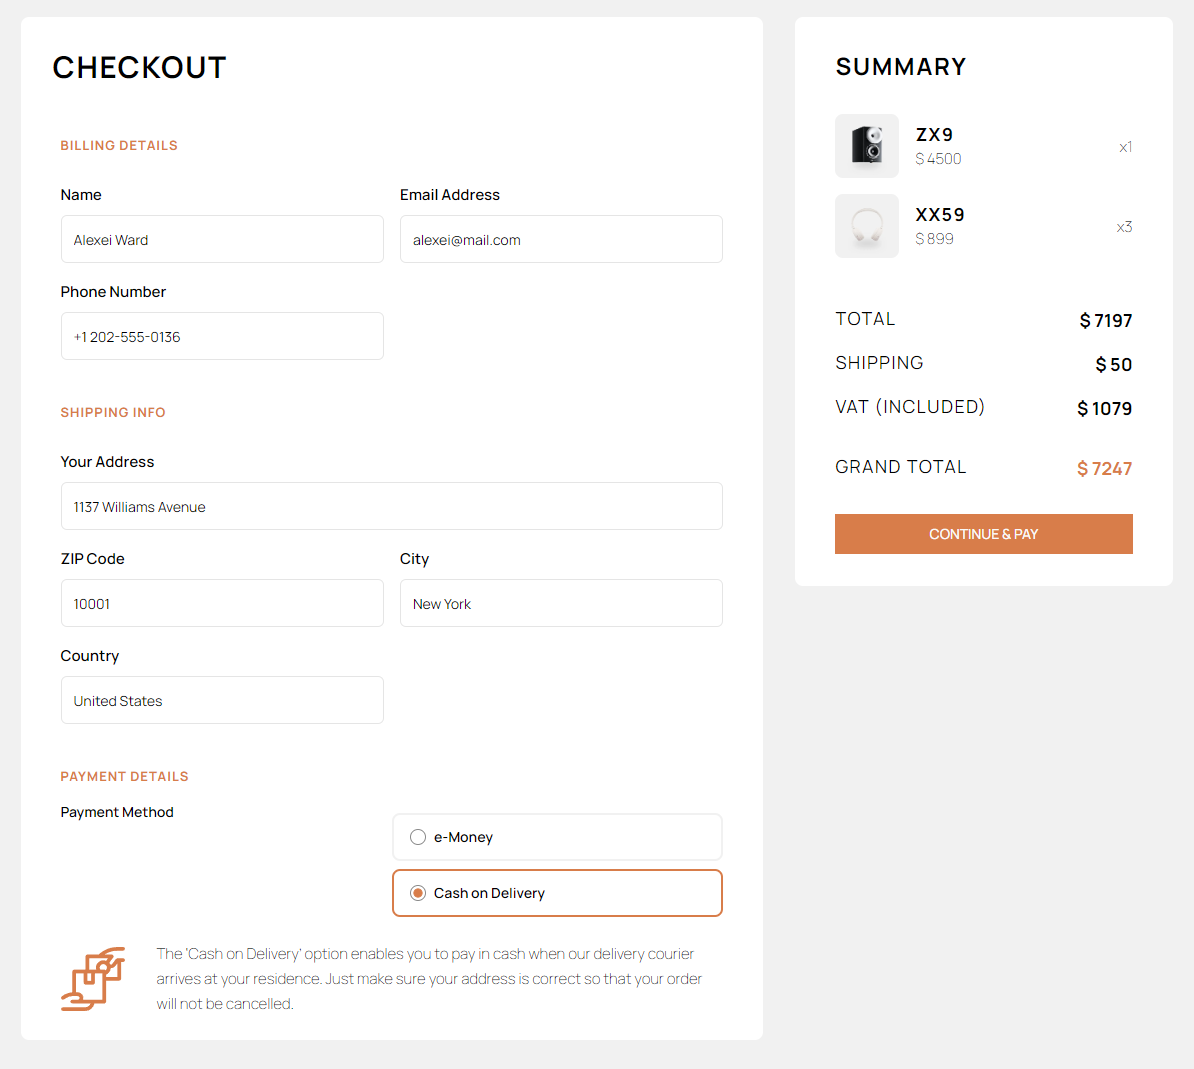 CHECKOUT
BILLING DETAILS
Name
Email Address
Alexei Ward
alexei@mail.com
Phone Number
+1 202-555-0136
SHIPPING INFO
Your Address
1137 Williams Avenue
ZIP Code
City
10001
New York
Country
United States
PAYMENT DETAILS
Payment Method
e-Money
Cash on Delivery
The 'Cash on Delivery' option enables you to pay in cash when our delivery courier
arrives at your residence. Just make sure your address is correct so that your order
will not be cancelled.
SUMMARY
ZX9
$ 4500
x1
XX59
$ 899
x3
TOTAL
$ 7197
SHIPPING
$ 50
VAT (INCLUDED)
$ 1079
GRAND TOTAL
$ 7247
CONTINUE & PAY